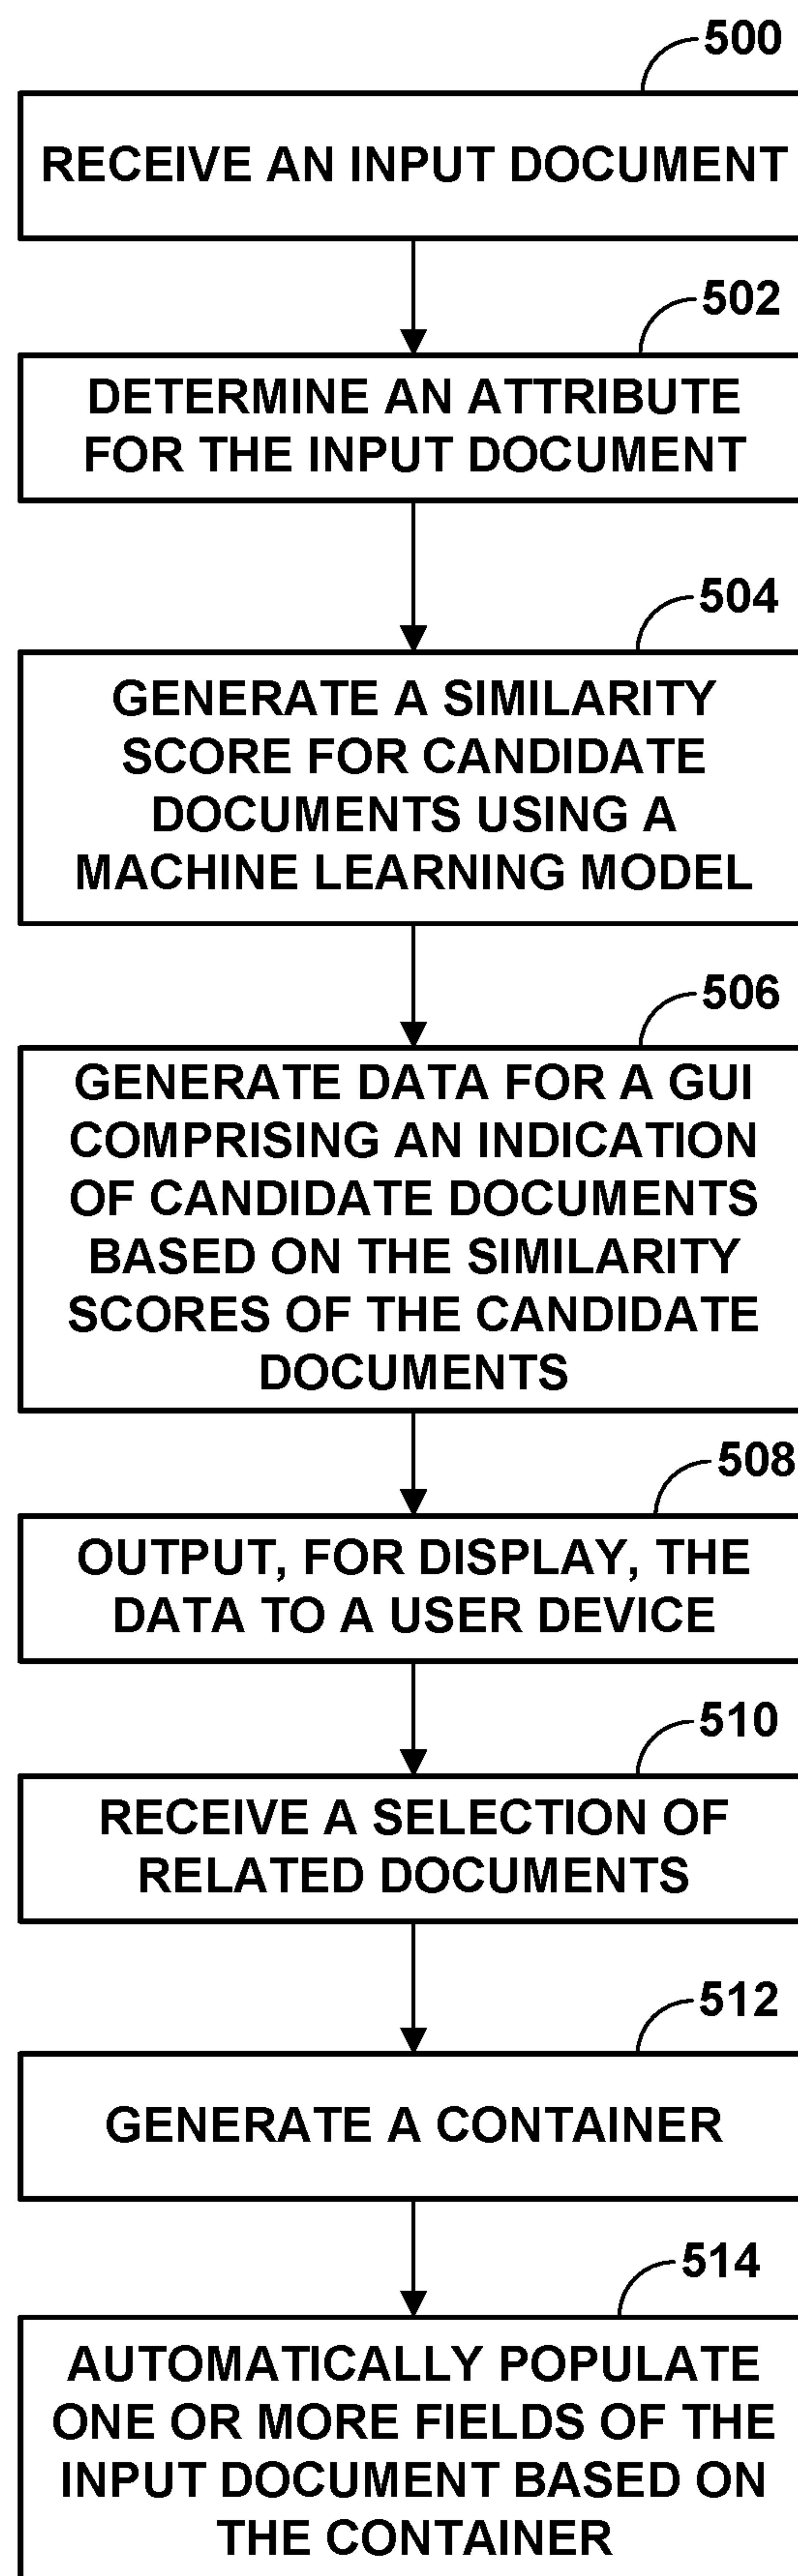 500
RECEIVE AN INPUT DOCUMENT
502
DETERMINE AN ATTRIBUTE
FOR THE INPUT DOCUMENT
504
GENERATE A SIMILARITY
SCORE FOR CANDIDATE
DOCUMENTS USING A
MACHINE LEARNING MODEL
506
GENERATE DATA FOR A GUI
COMPRISING AN INDICATION
OF CANDIDATE DOCUMENTS
BASED ON THE SIMILARITY
SCORES OF THE CANDIDATE
DOCUMENTS
508
OUTPUT, FOR DISPLAY, THE
DATA TO A USER DEVICE
510
RECEIVE A SELECTION OF
RELATED DOCUMENTS
512
GENERATE A CONTAINER
514
AUTOMATICALLY POPULATE
ONE OR MORE FIELDS OF THE
INPUT DOCUMENT BASED ON
THE CONTAINER